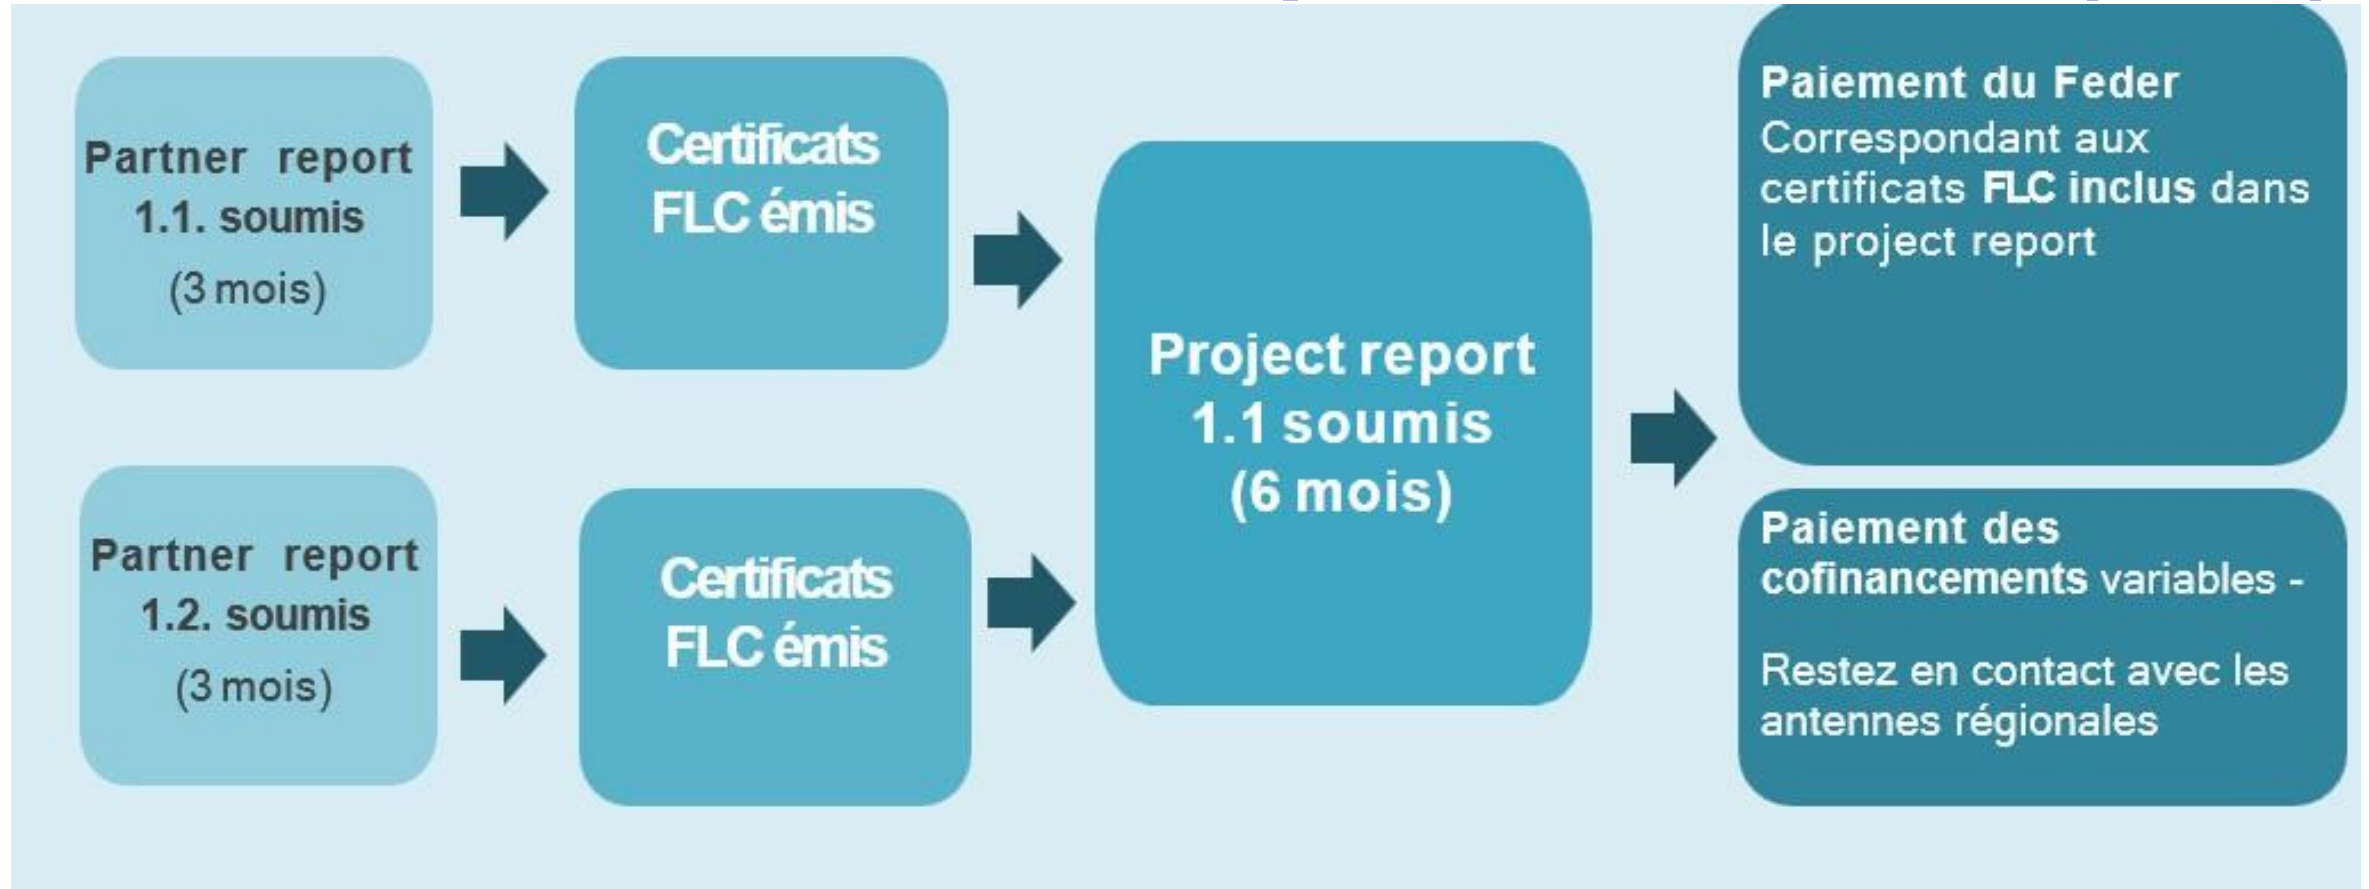 Partner report
1.1. soumis
(3 mois)
Certificats
FLC émis
Partner report
1.2. soumis
(3 mois)
Certificats
FLC émis
Project report
1.1 soumis
(6 mois)
Paiement du Feder
Correspondant aux
certificats FLC inclus dans
le project report
Paiement des
cofinancements variables -
Restez en contact avec les
antennes régionales